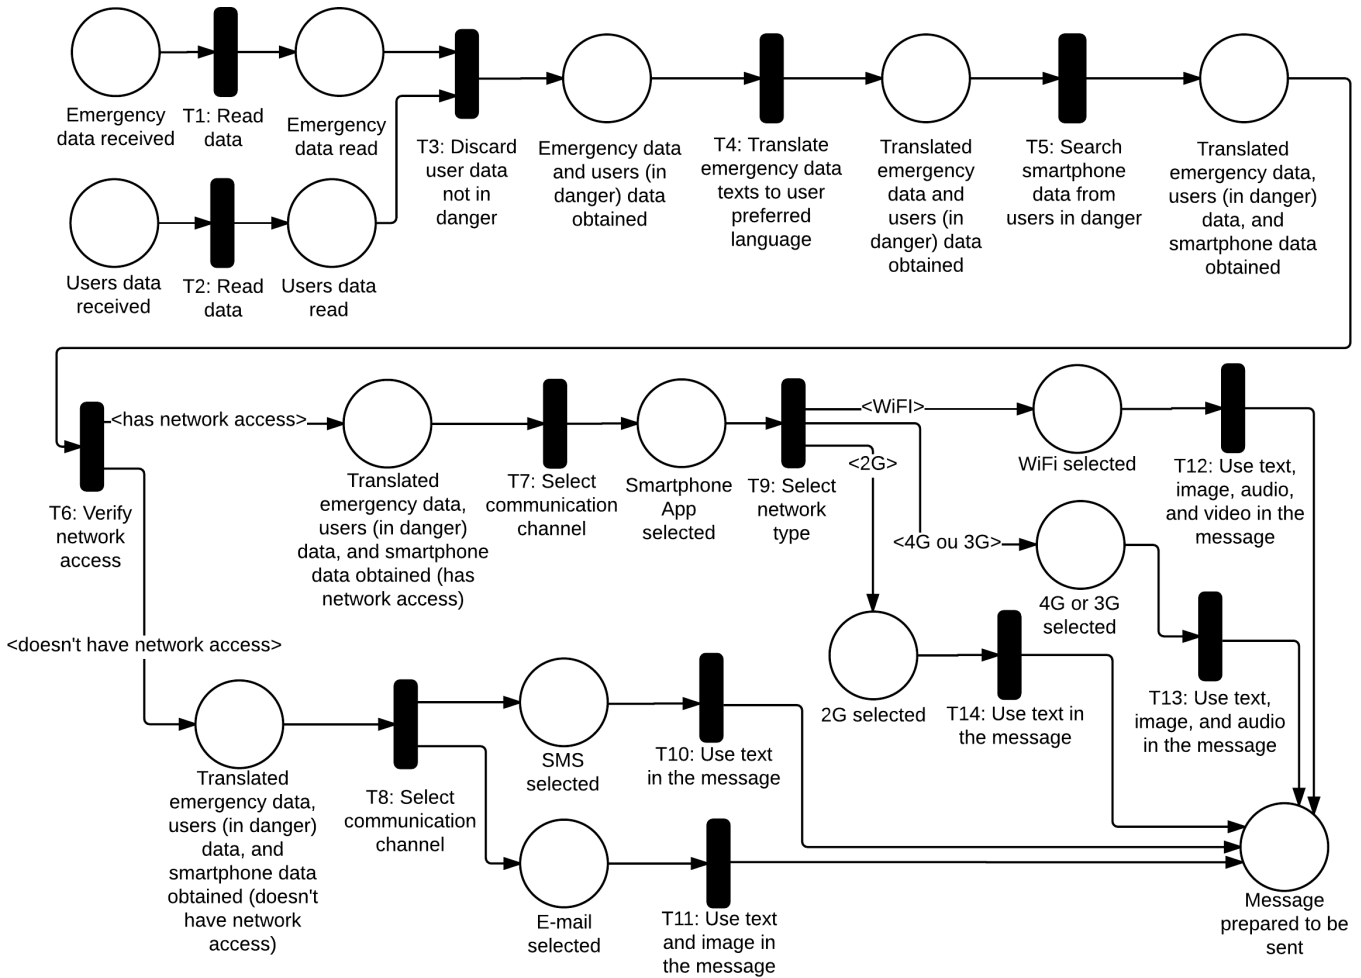 Emergency
data received
T1: Read
data
Emergency
data read
T3: Discard
user data
not in
danger
Emergency data
and users (in
danger) data
obtained
T4: Translate
emergency data
texts to user
preferred
language
Translated
emergency
data and
users (in
danger) data
obtained
T5: Search
smartphone
data from
users in danger
Translated
emergency data,
users (in danger)
data, and
smartphone data
obtained
Users data
received
T2: Read
data
Users data
read
<has network access>
T6: Verify
network
access
Translated
emergency data,
users (in danger)
data, and smartphone
data obtained (has
network access)
T7: Select
communication
channel
Smartphone
App
selected
T9: Select
network
type
<WiFI>
<2G>
<4G ou 3G>
WiFi selected
T12: Use text,
image, audio,
and video in the
message
4G or 3G
selected
T13: Use text,
image, and audio
in the message
2G selected
T14: Use text in
the message
<doesn't have network access>
Translated
emergency data,
users (in danger)
data, and
smartphone data
obtained (doesn't
have network
access)
T8: Select
communication
channel
SMS
selected
T10: Use text
in the message
E-mail
selected
T11: Use text
and image in
the message
Message
prepared to be
sent